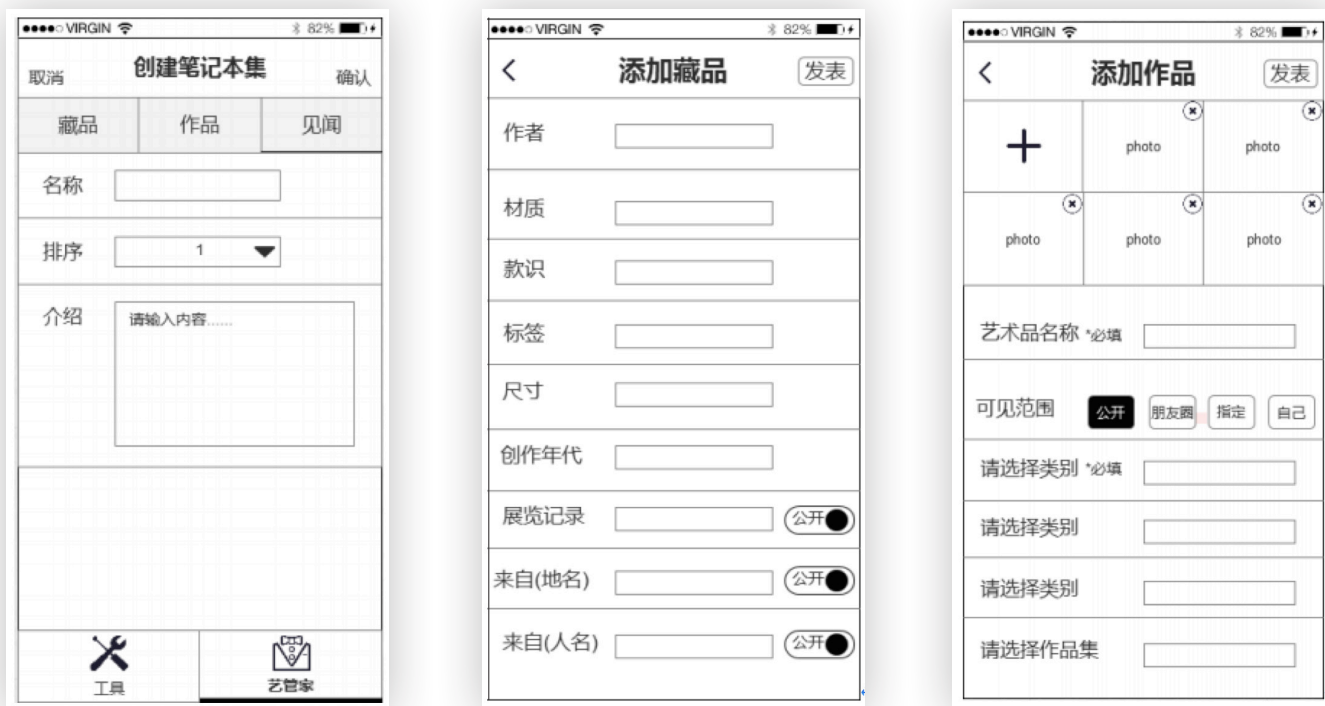 VIRGIN 82%
取消 创建笔记本集 确认
藏品 作品 见闻
名称
排序 1
介绍 请输入内容......
工具 艺管家
VIRGIN 82%
添加藏品 发表
作者
材质
款识
标签
尺寸
创作年代
展览记录 公开
来自(地名) 公开
来自(人名) 公开
VIRGIN 82%
添加作品 发表
photo photo
photo photo photo
艺术品名称 *必填
可见范围 公开 朋友圈 指定 自己
请选择类别 *必填
请选择类别
请选择类别
请选择作品集